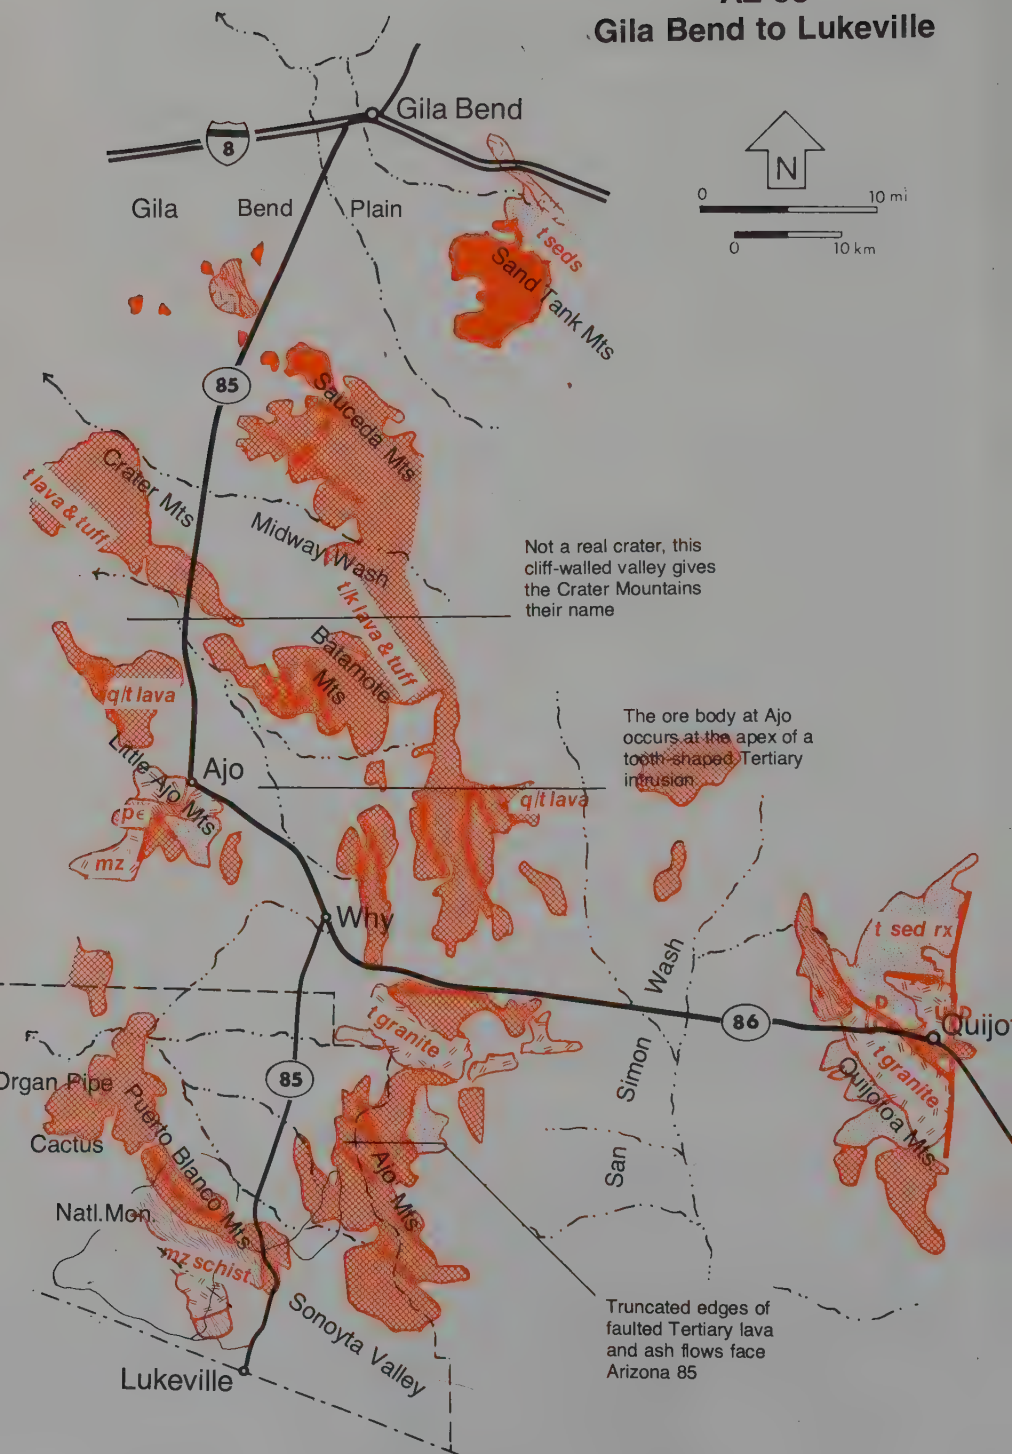 Gila Bend to Lukeville
Gila Bend
8
N
0 10 mi
0 10 km
Gila Bend Plain
t seds
Sand Tank Mts
85
Sauceda Mts
Crater Mts
t lava & tuff
Midway Wash
Not a real crater, this
cliff-walled valley gives
the Crater Mountains
their name
t/k lava & tuff
Batamote
Mts
q/t lava
The ore body at Ajo
occurs at the apex of a
tooth-shaped Tertiary
intrusion
Little Ajo Mts
Ajo
q/t lava
pє
mz
Why
t sed rx
San Simon Wash
D
U D
86
t granite
Quijo
t granite
Quijotoa Mts
85
Organ Pipe
Cactus
Natl. Mon.
Puerto Blanco Mts
Ajo Mts
mz schist
Sonoyta Valley
Truncated edges of
faulted Tertiary lava
and ash flows face
Arizona 85
Lukeville